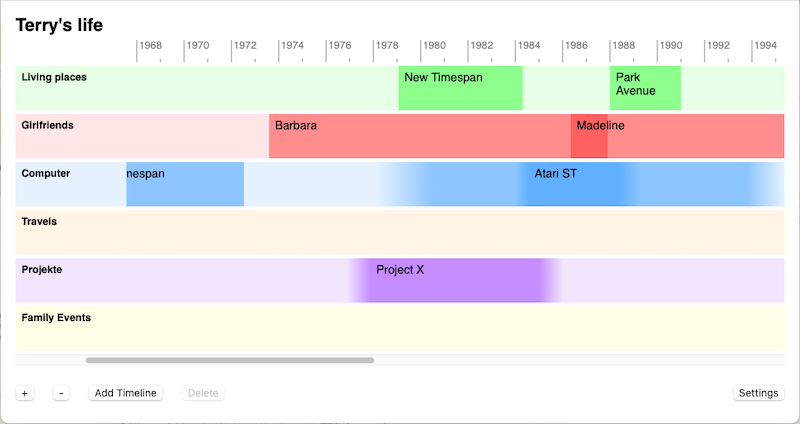 Terry's life
1968 1970 1972 1974 1976 1978 1980 1982 1984 1986 1988 1990 1992 1994
Living places
New Timespan
Park
Avenue
Girlfriends
Barbara
Madeline
Computer
nespan
Atari ST
Travels
Projekte
Project X
Family Events
+ - Add Timeline Delete Settings